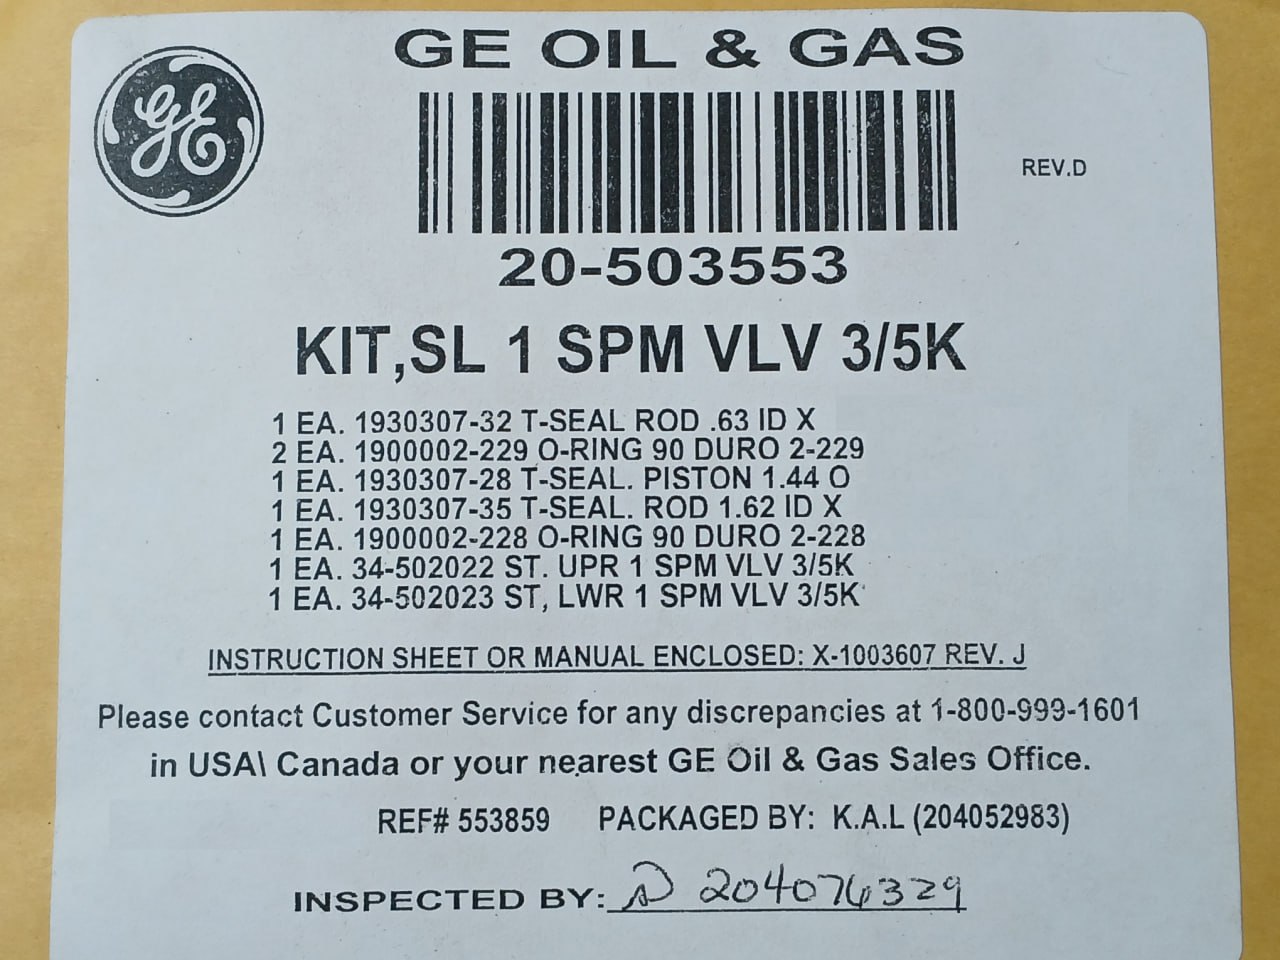 GE OIL & GAS
GE
REV.D
20-503553
KIT,SL 1 SPM VLV 3/5K
1 EA. 1930307-32 T-SEAL ROD .63 ID X
2 EA. 1900002-229 O-RING 90 DURO 2-229
1 EA. 1930307-28 T-SEAL. PISTON 1.44 O
1 EA. 1930307-35 T-SEAL. ROD 1.62 ID X
1 EA. 1900002-228 O-RING 90 DURO 2-228
1 EA. 34-502022 ST. UPR 1 SPM VLV 3/5K
1 EA. 34-502023 ST, LWR 1 SPM VLV 3/5K
INSTRUCTION SHEET OR MANUAL ENCLOSED: X-1003607 REV. J
Please contact Customer Service for any discrepancies at 1-800-999-1601
in USA\ Canada or your nearest GE Oil & Gas Sales Office.
REF# 553859 PACKAGED BY: K.A.L (204052983)
INSPECTED BY: 204076329